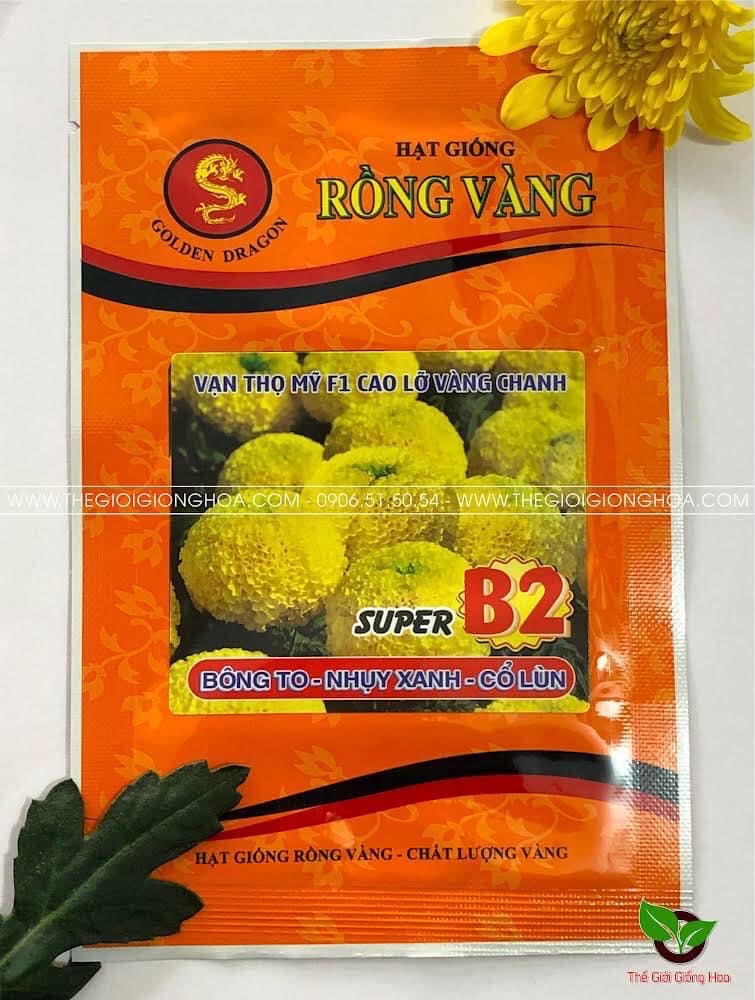 HẠT GIỐNG
RỒNG VÀNG
GOLDEN DRAGON
VẠN THỌ MỸ F1 CAO LỠ VÀNG CHANH
WWW.THEGIOIGIONGHOA.COM - 0906.51.50.54 - WWW.THEGIOIGIONGHOA.COM
SUPER B2
BÔNG TO - NHỤY XANH - CỔ LÙN
HẠT GIỐNG RỒNG VÀNG - CHẤT LƯỢNG VÀNG
Thế Giới Giống Hoa